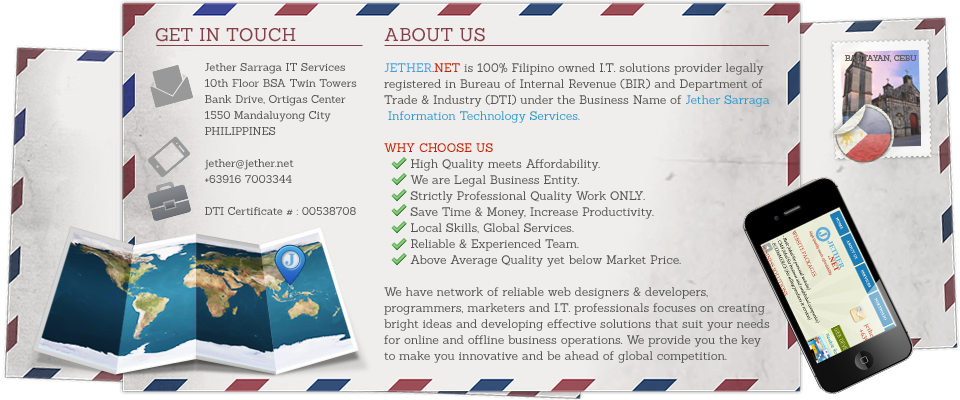 GET IN TOUCH
Jether Sarraga IT Services
10th Floor BSA Twin Towers
Bank Drive, Ortigas Center
1550 Mandaluyong City
PHILIPPINES
jether@jether.net
+63916 7003344
DTI Certificate # : 00538708
J
ABOUT US
JETHER.NET is 100% Filipino owned I.T. solutions provider legally
registered in Bureau of Internal Revenue (BIR) and Department of
Trade & Industry (DTI) under the Business Name of Jether Sarraga
Information Technology Services.
WHY CHOOSE US
High Quality meets Affordability.
We are Legal Business Entity.
Strictly Professional Quality Work ONLY.
Save Time & Money, Increase Productivity.
Local Skills, Global Services.
Reliable & Experienced Team.
Above Average Quality yet below Market Price.
We have network of reliable web designers & developers,
programmers, marketers and I.T. professionals focuses on creating
bright ideas and developing effective solutions that suit your needs
for online and offline business operations. We provide you the key
to make you innovative and be ahead of global competition.
CEBU
JETHER
.NET
WEBSITE PACKAGES
HOME
ABOUT US